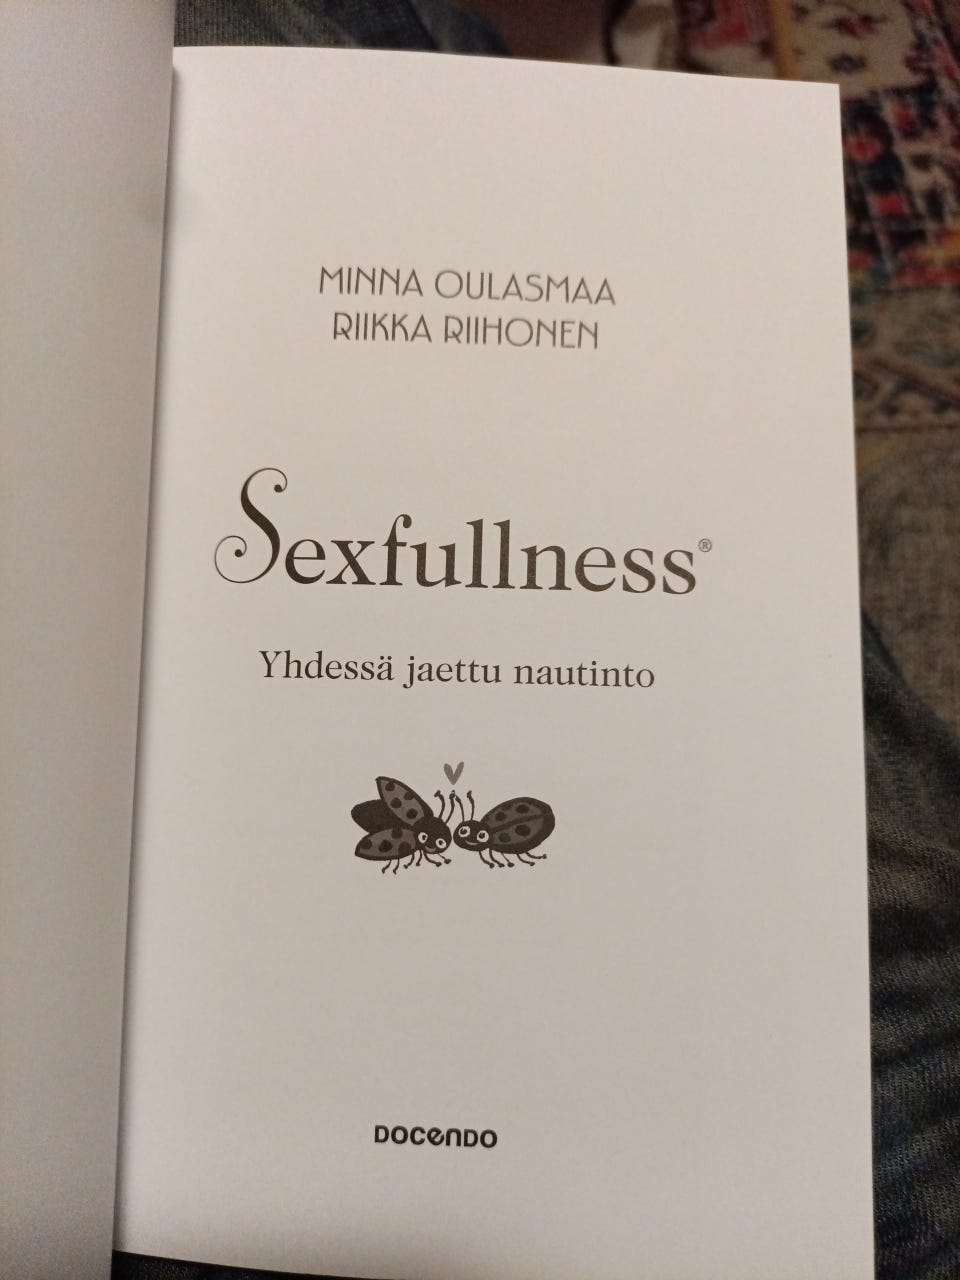 MINNA OULASMAA
RIIKKA RIIHONEN
Sexfullness®
Yhdessä jaettu nautinto
DOCENDO